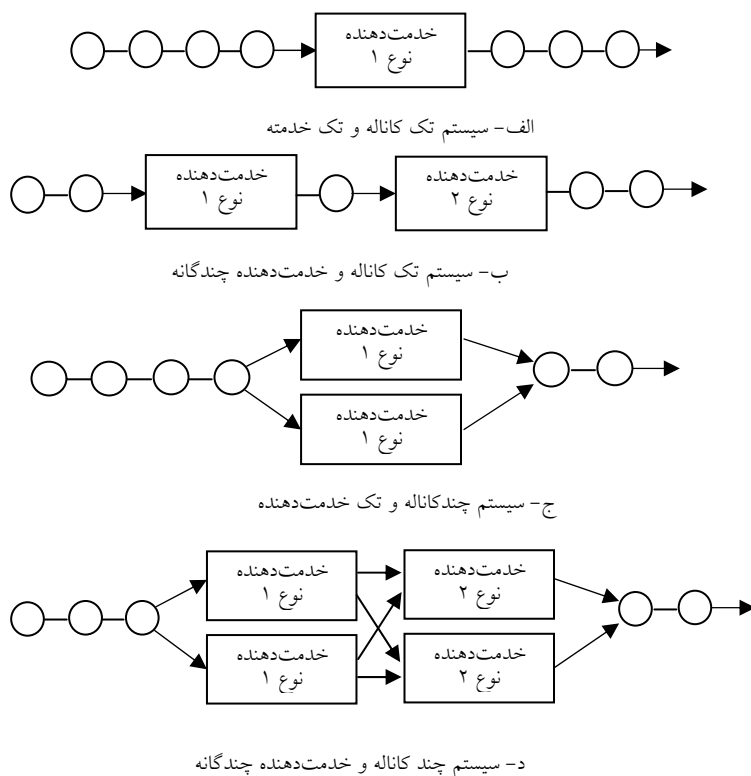 خدمت‌دهنده
نوع ۱
الف- سیستم تک کاناله و تک خدمته
خدمت‌دهنده
نوع ۱
خدمت‌دهنده
نوع ۲
ب- سیستم تک کاناله و خدمت‌دهنده چندگانه
خدمت‌دهنده
نوع ۱
خدمت‌دهنده
نوع ۱
ج- سیستم چندکاناله و تک خدمت‌دهنده
خدمت‌دهنده
نوع ۱
خدمت‌دهنده
نوع ۲
خدمت‌دهنده
نوع ۱
خدمت‌دهنده
نوع ۲
د- سیستم چند کاناله و خدمت‌دهنده چندگانه